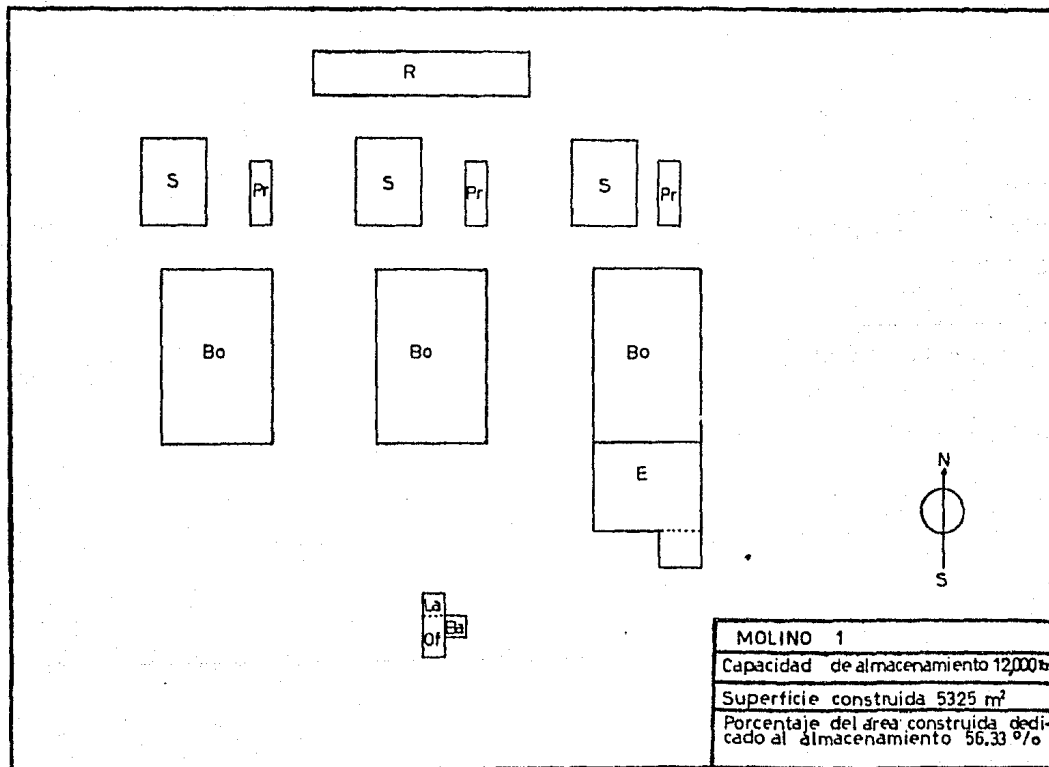 R
S
Pr
S
Pr
S
Pr
Bo
Bo
Bo
E
N
S
La
Of
Ba
MOLINO 1
Capacidad de almacenamiento 12,000 tn
Superficie construida 5325 m²
Porcentaje del área construida dedi-
cado al almacenamiento 56.33 %